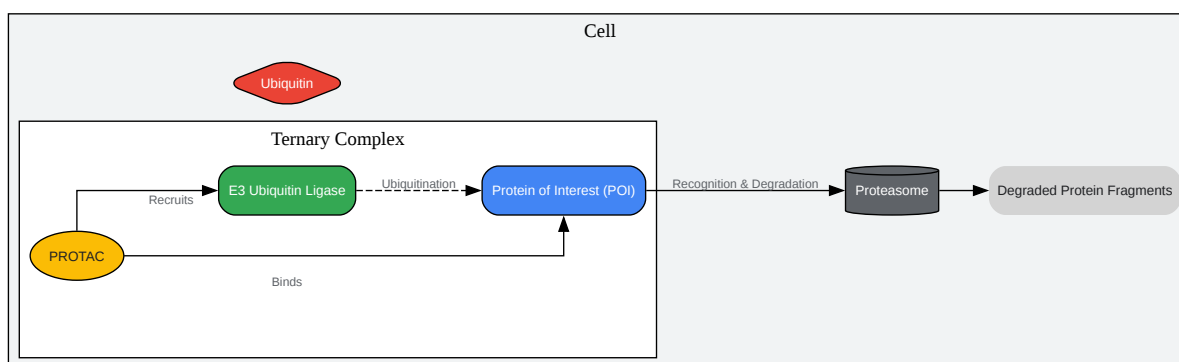 Cell
Ubiquitin
Ternary Complex
E3 Ubiquitin Ligase
Ubiquitination
Protein of Interest (POI)
Recognition & Degradation
Proteasome
Degraded Protein Fragments
Recruits
PROTAC
Binds